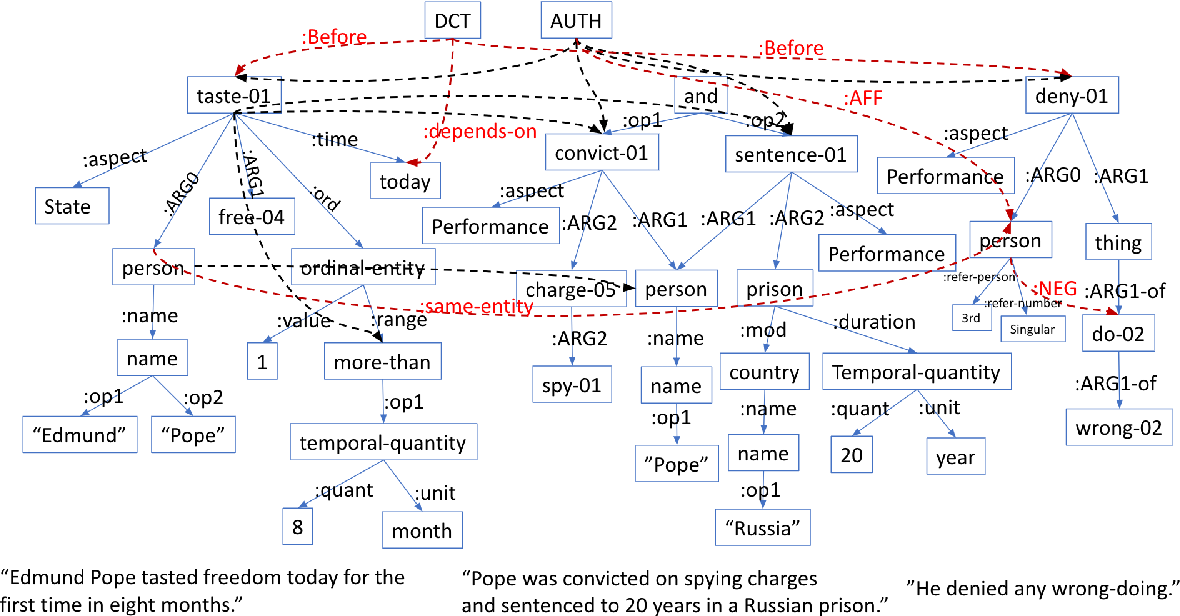 DCT AUTH
:Before :Before
taste-01 and :AFF deny-01
:depends-on :op1 :op2
:aspect :ARG0 :ARG1 :ord :time today convict-01 sentence-01 :aspect :ARG0 :ARG1
State free-04 :aspect :ARG2 :ARG1 :ARG1 :ARG2 :aspect Performance
Performance Performance person thing
person ordinal-entity charge-05 person prison :refer-person :refer-number :NEG :ARG1-of
:name :value :range :same-entity :name :mod :duration 3rd Singular do-02
name 1 more-than :ARG2 name country Temporal-quantity :ARG1-of
:op1 :op2 :op1 spy-01 :op1 :name :quant :unit wrong-02
“Edmund” “Pope” temporal-quantity ”Pope” name 20 year
:quant :unit :op1
8 month “Russia”
“Edmund Pope tasted freedom today for the
first time in eight months.”
“Pope was convicted on spying charges
and sentenced to 20 years in a Russian prison.”
”He denied any wrong-doing.”